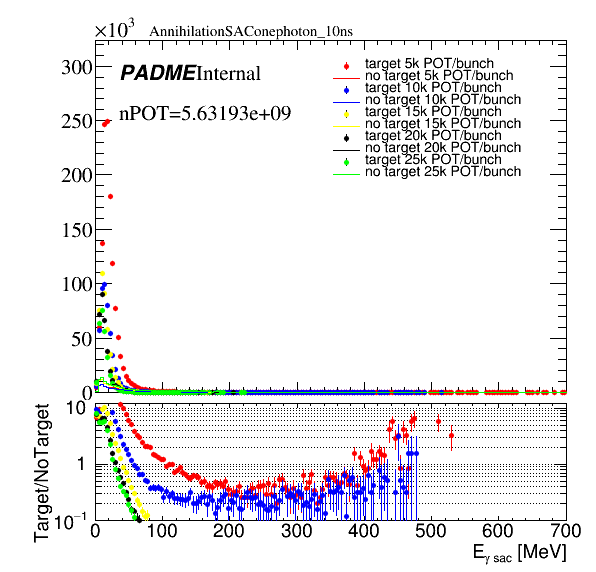 ×10³ AnnihilationSAConephoton_10ns
PADME Internal
nPOT=5.63193e+09
target 5k POT/bunch
no target 5k POT/bunch
target 10k POT/bunch
no target 10k POT/bunch
target 15k POT/bunch
no target 15k POT/bunch
target 20k POT/bunch
no target 20k POT/bunch
target 25k POT/bunch
no target 25k POT/bunch
300
250
200
150
100
50
0
Target/NoTarget
10
1
10⁻¹
0 100 200 300 400 500 600 700
Eγ sac [MeV]